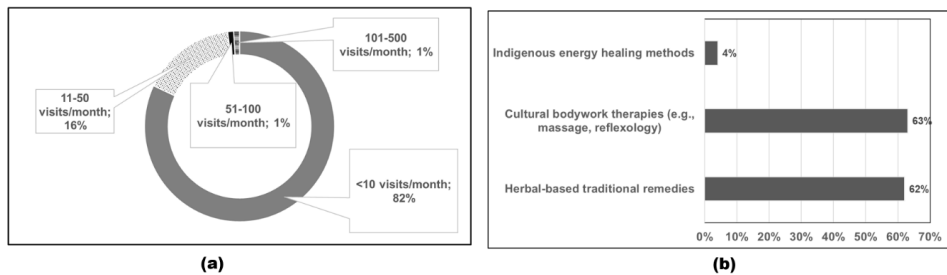 101-500
visits/month; 1%
11-50
visits/month;
16%
51-100
visits/month; 1%
<10 visits/month;
82%
(a)
Indigenous energy healing methods
4%
Cultural bodywork therapies (e.g.,
massage, reflexology)
63%
Herbal-based traditional remedies
62%
0% 10% 20% 30% 40% 50% 60% 70%
(b)